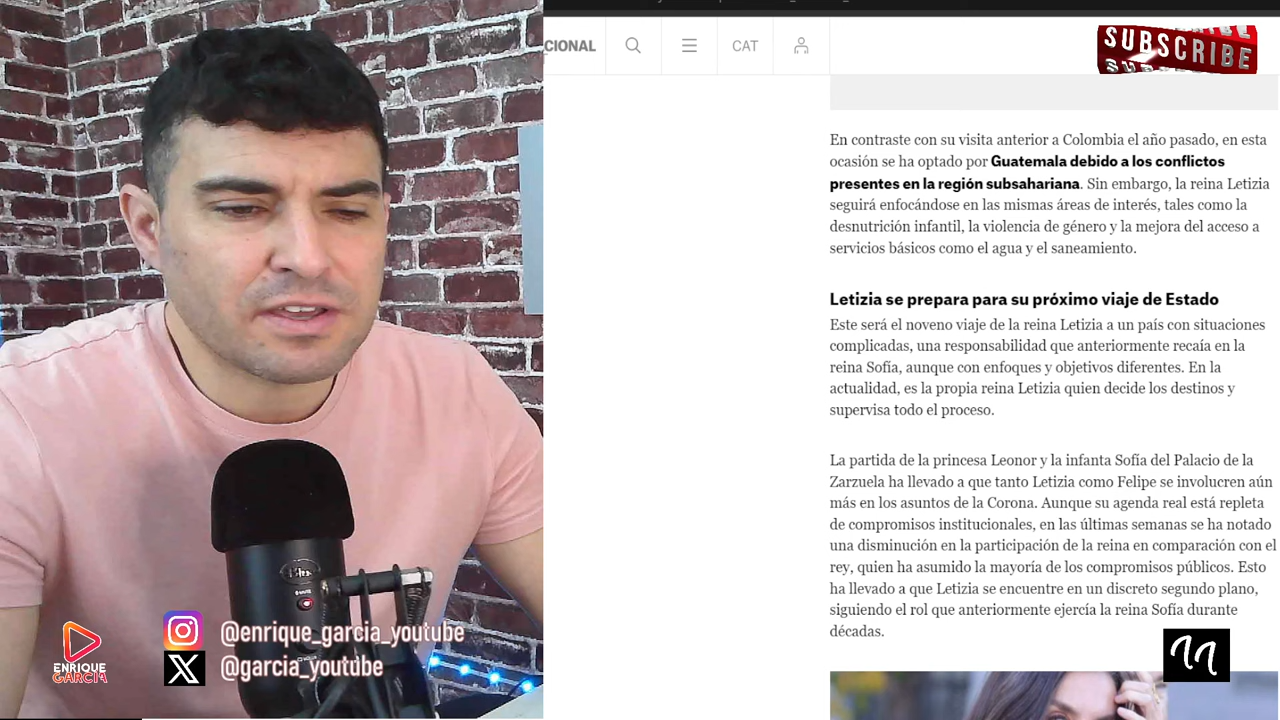 CIONAL
CAT
SUBSCRIBE
En contraste con su visita anterior a Colombia el año pasado, en esta
ocasión se ha optado por Guatemala debido a los conflictos
presentes en la región subsahariana. Sin embargo, la reina Letizia
seguirá enfocándose en las mismas áreas de interés, tales como la
desnutrición infantil, la violencia de género y la mejora del acceso a
servicios básicos como el agua y el saneamiento.
Letizia se prepara para su próximo viaje de Estado
Este será el noveno viaje de la reina Letizia a un país con situaciones
complicadas, una responsabilidad que anteriormente recaía en la
reina Sofía, aunque con enfoques y objetivos diferentes. En la
actualidad, es la propia reina Letizia quien decide los destinos y
supervisa todo el proceso.
La partida de la princesa Leonor y la infanta Sofía del Palacio de la
Zarzuela ha llevado a que tanto Letizia como Felipe se involucren aún
más en los asuntos de la Corona. Aunque su agenda real está repleta
de compromisos institucionales, en las últimas semanas se ha notado
una disminución en la participación de la reina en comparación con el
rey, quien ha asumido la mayoría de los compromisos públicos. Esto
ha llevado a que Letizia se encuentre en un discreto segundo plano,
siguiendo el rol que anteriormente ejercía la reina Sofía durante
décadas.
Blue
ENRIQUE
GARCIA
@enrique_garcia_youtube
@garcia_youtube